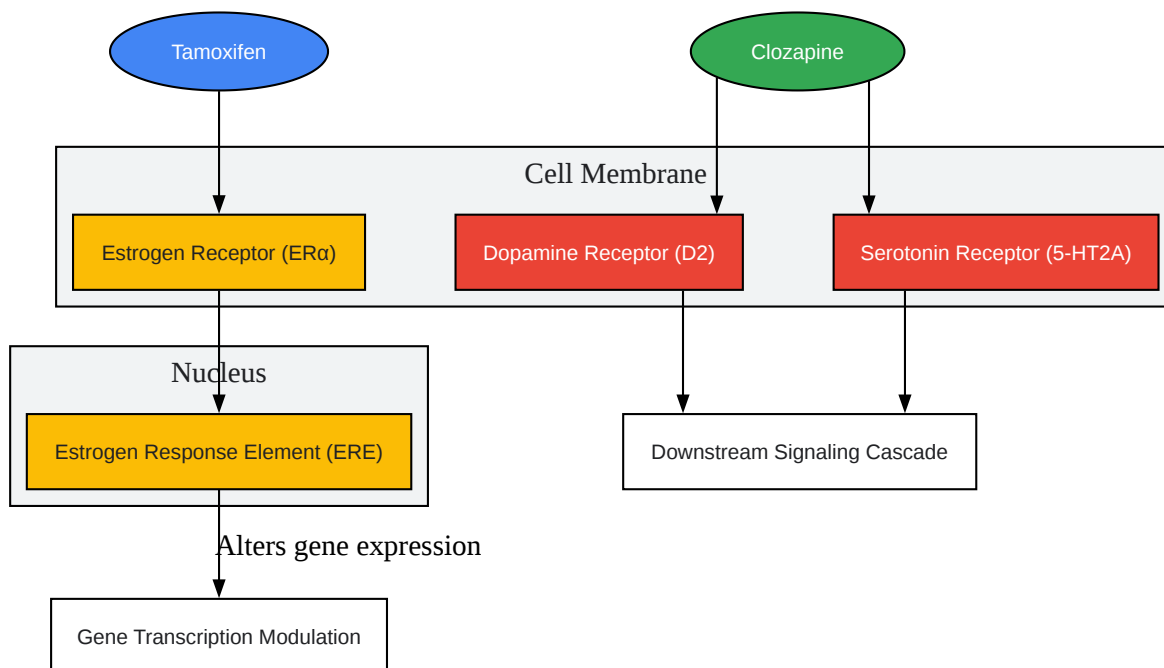 Tamoxifen
Clozapine
Cell Membrane
Estrogen Receptor (ERα)
Dopamine Receptor (D2)
Serotonin Receptor (5-HT2A)
Nucleus
Estrogen Response Element (ERE)
Downstream Signaling Cascade
Alters gene expression
Gene Transcription Modulation